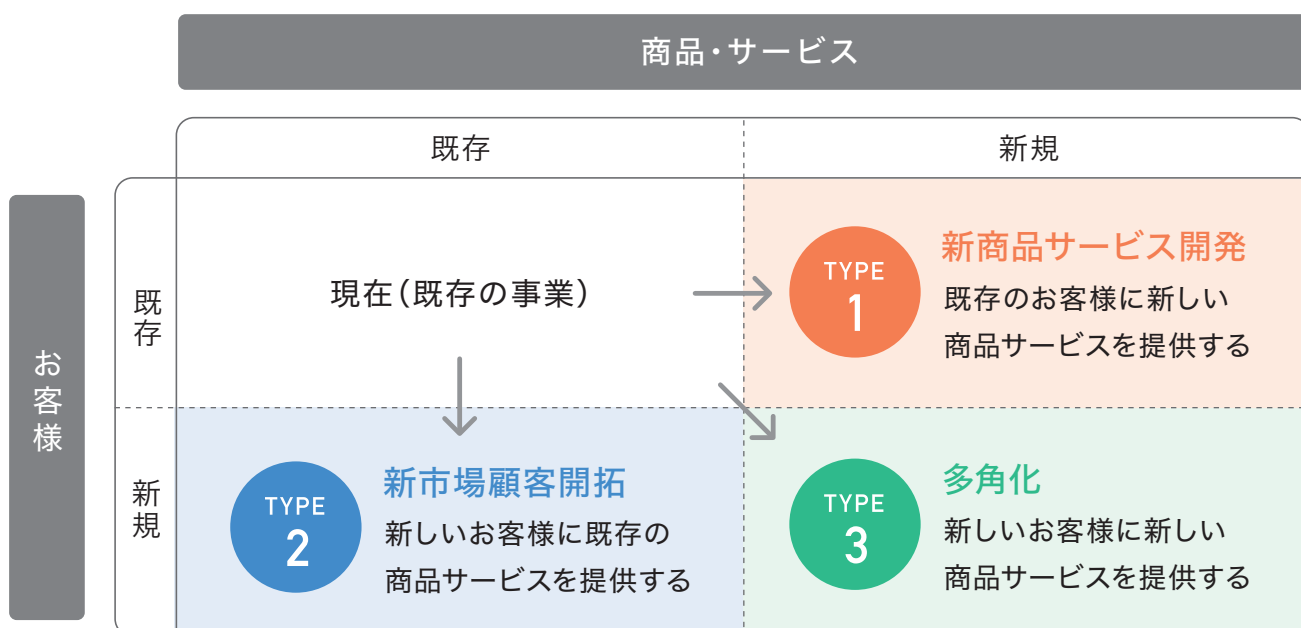 商品・サービス
既存
新規
お客様
既存
現在（既存の事業）
TYPE
1
新商品サービス開発
既存のお客様に新しい
商品サービスを提供する
新規
TYPE
2
新市場顧客開拓
新しいお客様に既存の
商品サービスを提供する
TYPE
3
多角化
新しいお客様に新しい
商品サービスを提供する